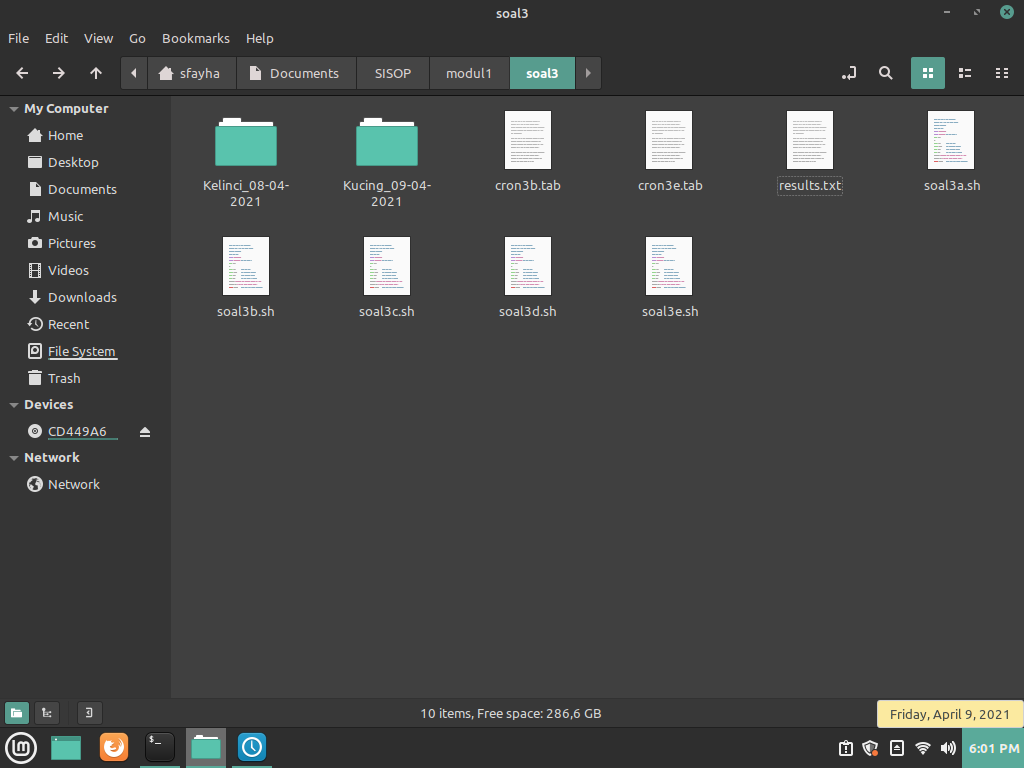 soal3
File Edit View Go Bookmarks Help
sfayha Documents SISOP modul1 soal3
My Computer
Home
Desktop
Documents
Music
Pictures
Videos
Downloads
Recent
File System
Trash
Devices
CD449A6
Network
Network
Kelinci_08-04-
2021
Kucing_09-04-
2021
cron3b.tab
cron3e.tab
results.txt
soal3a.sh
soal3b.sh
soal3c.sh
soal3d.sh
soal3e.sh
10 items, Free space: 286,6 GB
Friday, April 9, 2021
$_
lm
6:01 PM